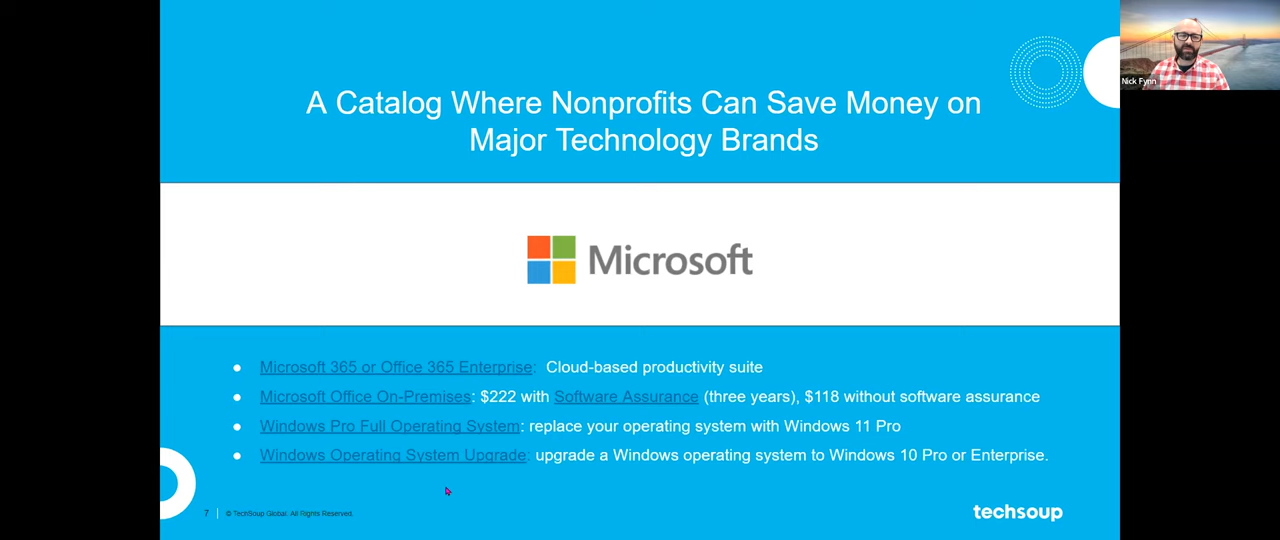 A Catalog Where Nonprofits Can Save Money on
Major Technology Brands
Nick Fynn
Microsoft
● Microsoft 365 or Office 365 Enterprise: Cloud-based productivity suite
● Microsoft Office On-Premises: $222 with Software Assurance (three years), $118 without software assurance
● Windows Pro Full Operating System: replace your operating system with Windows 11 Pro
● Windows Operating System Upgrade: upgrade a Windows operating system to Windows 10 Pro or Enterprise.
7 | © TechSoup Global. All Rights Reserved.
techsoup